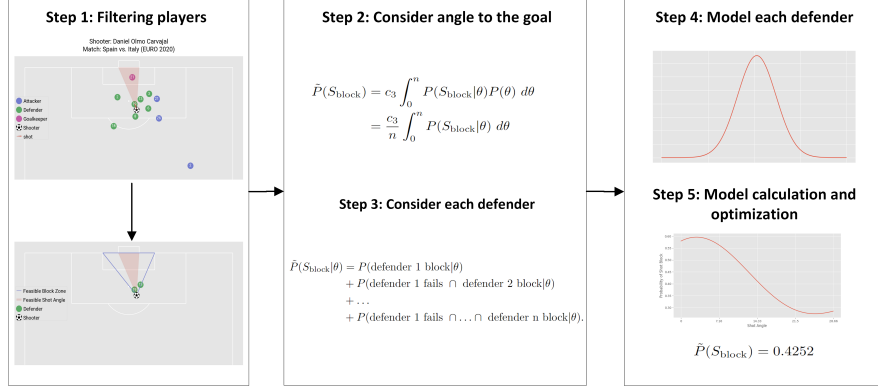 Step 1: Filtering players
Shooter: Daniel Olmo Carvajal
Match: Spain vs. Italy (EURO 2020)
Attacker
Defender
Goalkeeper
Shooter
shot
Feasible Block Zone
Feasible Shot Angle
Defender
Shooter
Step 2: Consider angle to the goal
P̃(S_block) = c₃ ∫₀ⁿ P(S_block|θ)P(θ) dθ
= c₃/n ∫₀ⁿ P(S_block|θ) dθ
Step 3: Consider each defender
P̃(S_block|θ) = P(defender 1 block|θ)
+ P(defender 1 fails ∩ defender 2 block|θ)
+ …
+ P(defender 1 fails ∩ … ∩ defender n block|θ).
Step 4: Model each defender
Step 5: Model calculation and
optimization
Probability of Shot Block
Shot Angle
P̃(S_block) = 0.4252